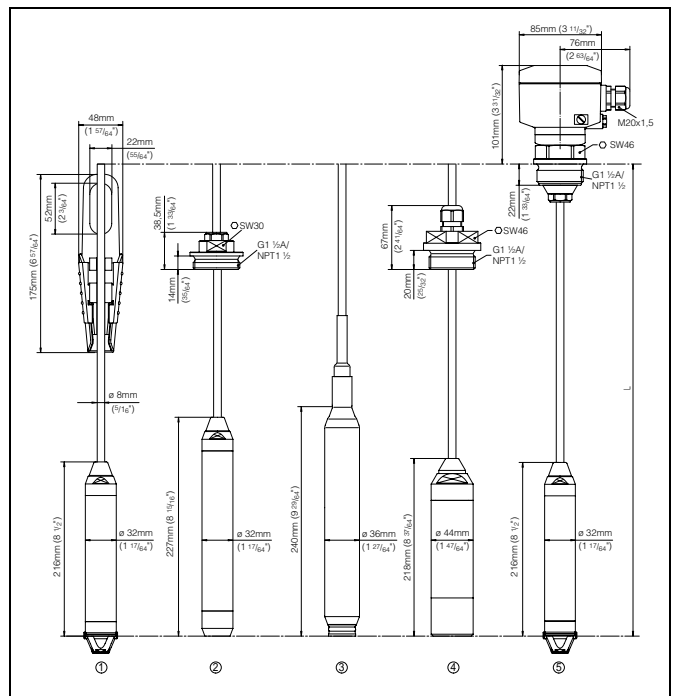 85mm (3 11/32")
76mm
(2 63/64")
101mm (3 31/32")
M20x1,5
SW46
G1 ½A/
NPT1 ½
22mm
(1 33/64")
48mm
(1 57/64")
22mm
(55/64")
52mm
(2 3/64")
175mm (6 57/64")
38.5mm
(1 33/64")
SW30
G1 ½A/
NPT1 ½
14mm
(35/64")
67mm
(2 41/64")
SW46
G1 ½A/
NPT1 ½
20mm
(25/32")
ø 8mm
(5/16")
L
216mm (8 1/2")
ø 32mm
(1 17/64")
227mm (8 15/16")
ø 32mm
(1 17/64")
240mm (9 29/64")
ø 36mm
(1 27/64")
218mm (8 37/64")
ø 44mm
(1 47/64")
216mm (8 1/2")
ø 32mm
(1 17/64")
① ② ③ ④ ⑤